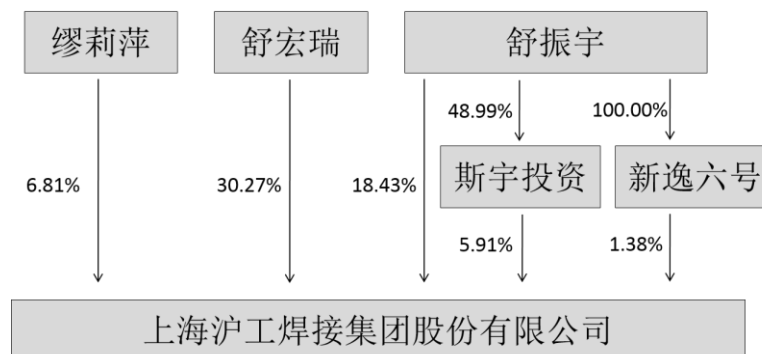 缪莉萍
舒宏瑞
舒振宇
48.99%
100.00%
斯宇投资
新逸六号
6.81%
30.27%
18.43%
5.91%
1.38%
上海沪工焊接集团股份有限公司